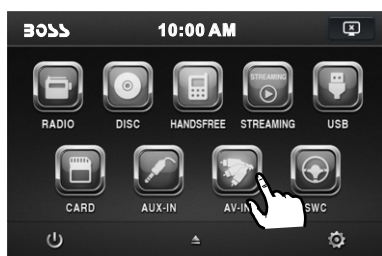 BOSS 10:00 AM
STREAMING
RADIO DISC HANDSFREE STREAMING USB
CARD AUX-IN AV-IN SWC